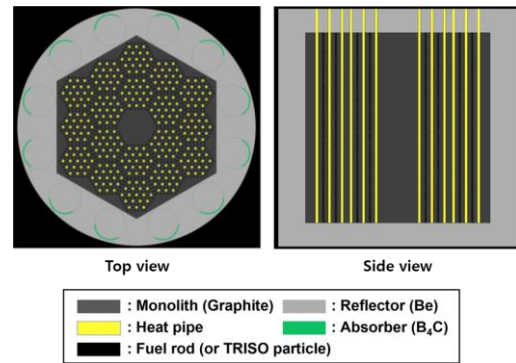 Top view
Side view
: Monolith (Graphite)
: Reflector (Be)
: Heat pipe
: Absorber (B₄C)
: Fuel rod (or TRISO particle)